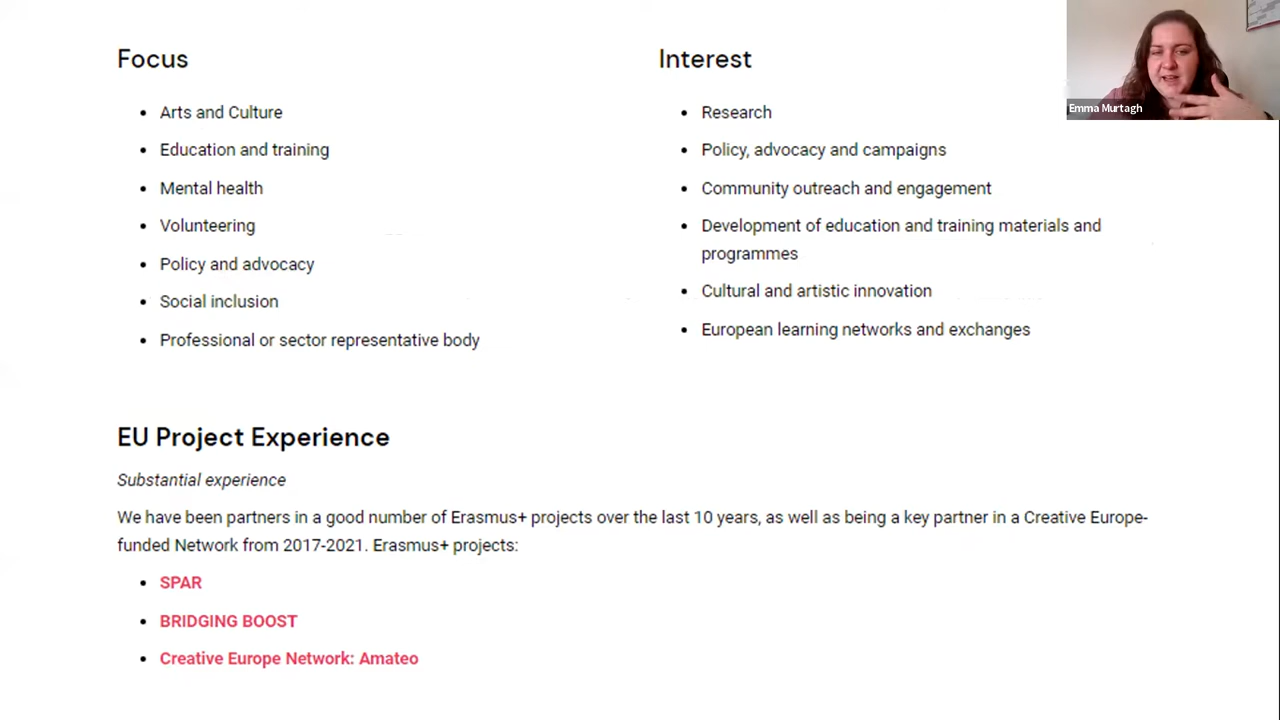 Focus
Arts and Culture
Education and training
Mental health
Volunteering
Policy and advocacy
Social inclusion
Professional or sector representative body
Interest
Research
Policy, advocacy and campaigns
Community outreach and engagement
Development of education and training materials and
programmes
Cultural and artistic innovation
European learning networks and exchanges
Emma Murtagh
EU Project Experience
Substantial experience
We have been partners in a good number of Erasmus+ projects over the last 10 years, as well as being a key partner in a Creative Europe-
funded Network from 2017-2021. Erasmus+ projects:
SPAR
BRIDGING BOOST
Creative Europe Network: Amateo